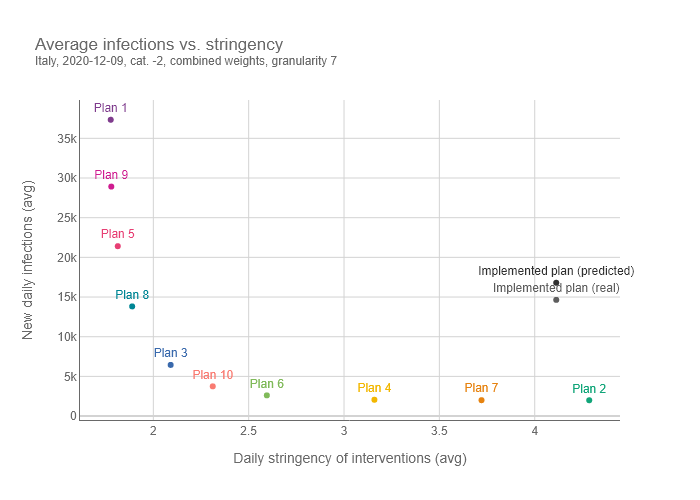 Average infections vs. stringency
Italy, 2020-12-09, cat. -2, combined weights, granularity 7
New daily infections (avg)
35k
30k
25k
20k
15k
10k
5k
0
Plan 1
Plan 9
Plan 5
Implemented plan (predicted)
Implemented plan (real)
Plan 8
Plan 3
Plan 10
Plan 6
Plan 4
Plan 7
Plan 2
2
2.5
3
3.5
4
Daily stringency of interventions (avg)